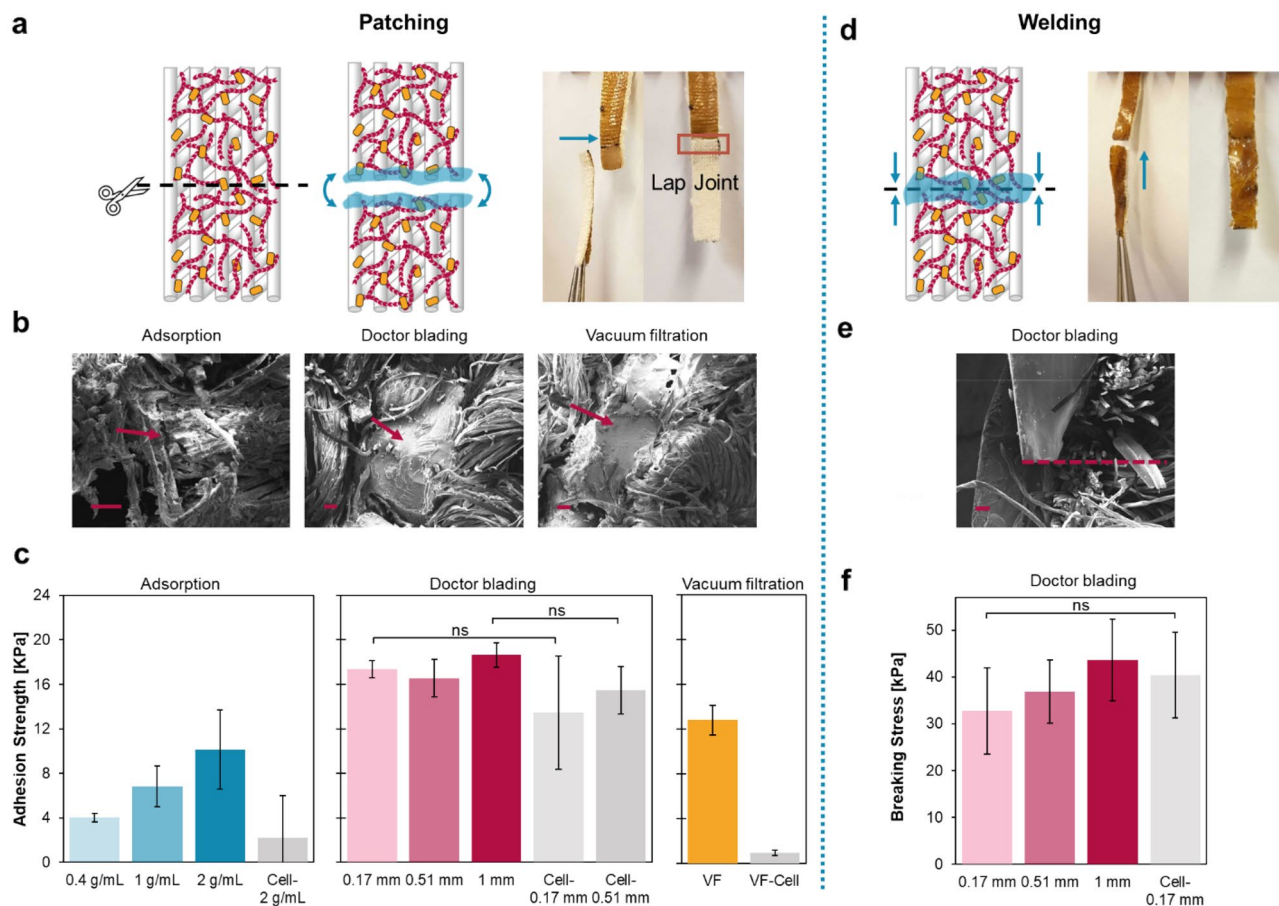 a
Patching
Lap Joint
d
Welding
b
Adsorption
Doctor blading
Vacuum filtration
e
Doctor blading
c
Adsorption
Doctor blading
Vacuum filtration
Adhesion Strength [KPa]
24
20
16
12
8
4
0
ns
ns
0.4 g/mL
1 g/mL
2 g/mL
Cell-
2 g/mL
0.17 mm
0.51 mm
1 mm
Cell-
0.17 mm
Cell-
0.51 mm
VF
VF-Cell
f
Doctor blading
Breaking Stress [kPa]
50
40
30
20
10
0
ns
0.17 mm
0.51 mm
1 mm
Cell-
0.17 mm